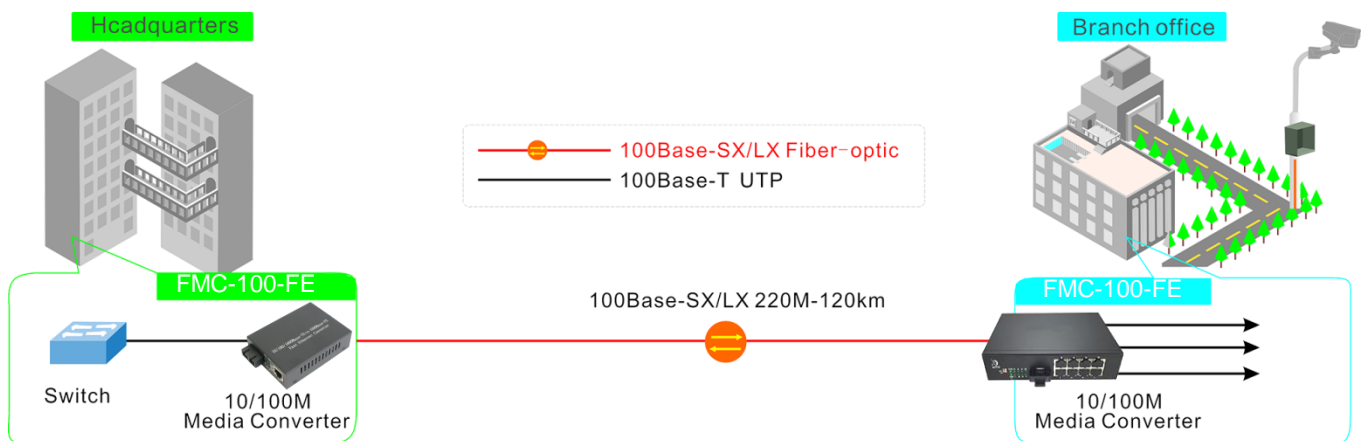 Hcadquarters
Branch office
100Base-SX/LX Fiber-optic
100Base-T UTP
FMC-100-FE
FMC-100-FE
100Base-SX/LX 220M-120km
Switch
10/100M
Media Converter
10/100M
Media Converter